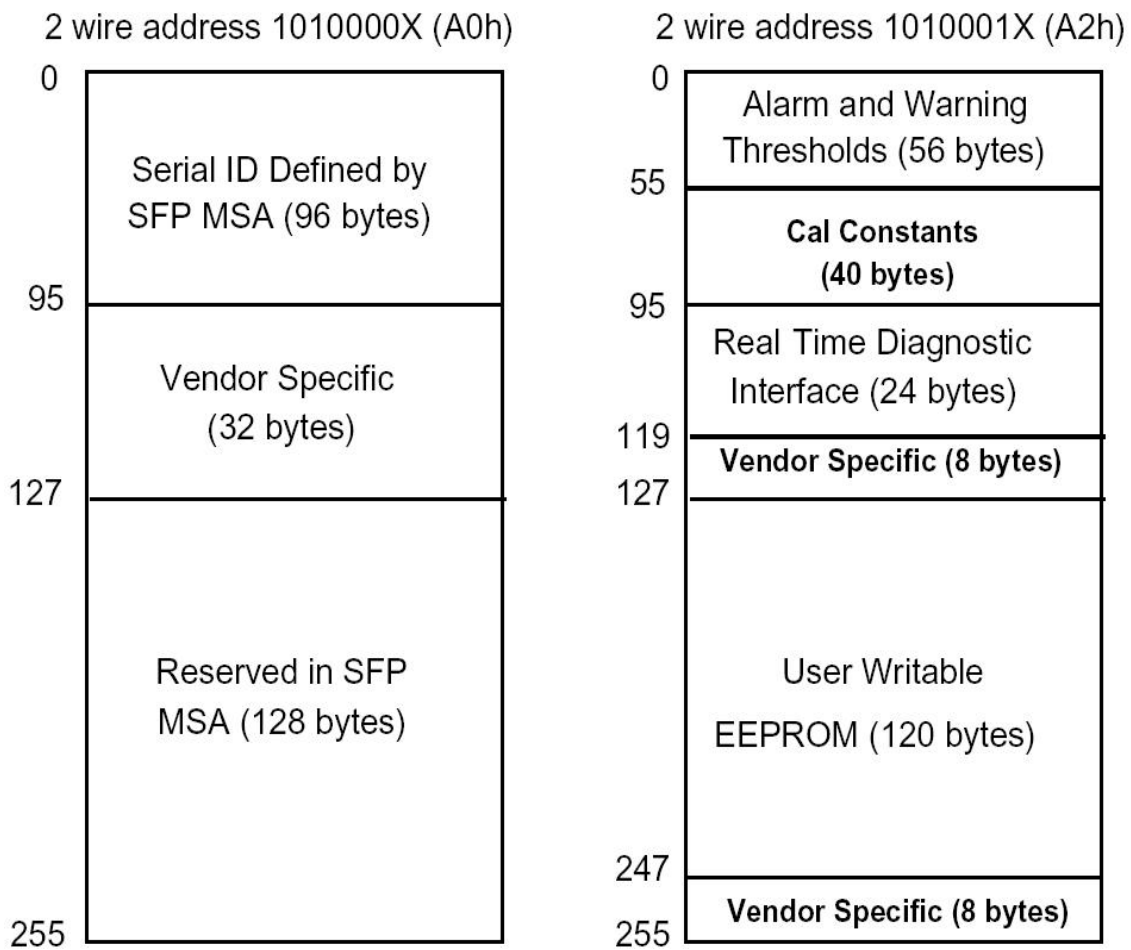 2 wire address 1010000X (A0h)
0
Serial ID Defined by
SFP MSA (96 bytes)
95
Vendor Specific
(32 bytes)
127
Reserved in SFP
MSA (128 bytes)
255
2 wire address 1010001X (A2h)
0
Alarm and Warning
Thresholds (56 bytes)
55
Cal Constants
(40 bytes)
95
Real Time Diagnostic
Interface (24 bytes)
119
Vendor Specific (8 bytes)
127
User Writable
EEPROM (120 bytes)
247
Vendor Specific (8 bytes)
255